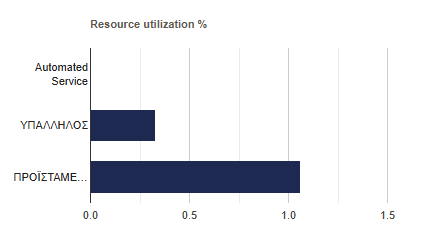 Resource utilization %
Automated
Service
ΥΠΑΛΛΗΛΟΣ
ΠΡΟΪΣΤΑΜΕ...
0.0 0.5 1.0 1.5